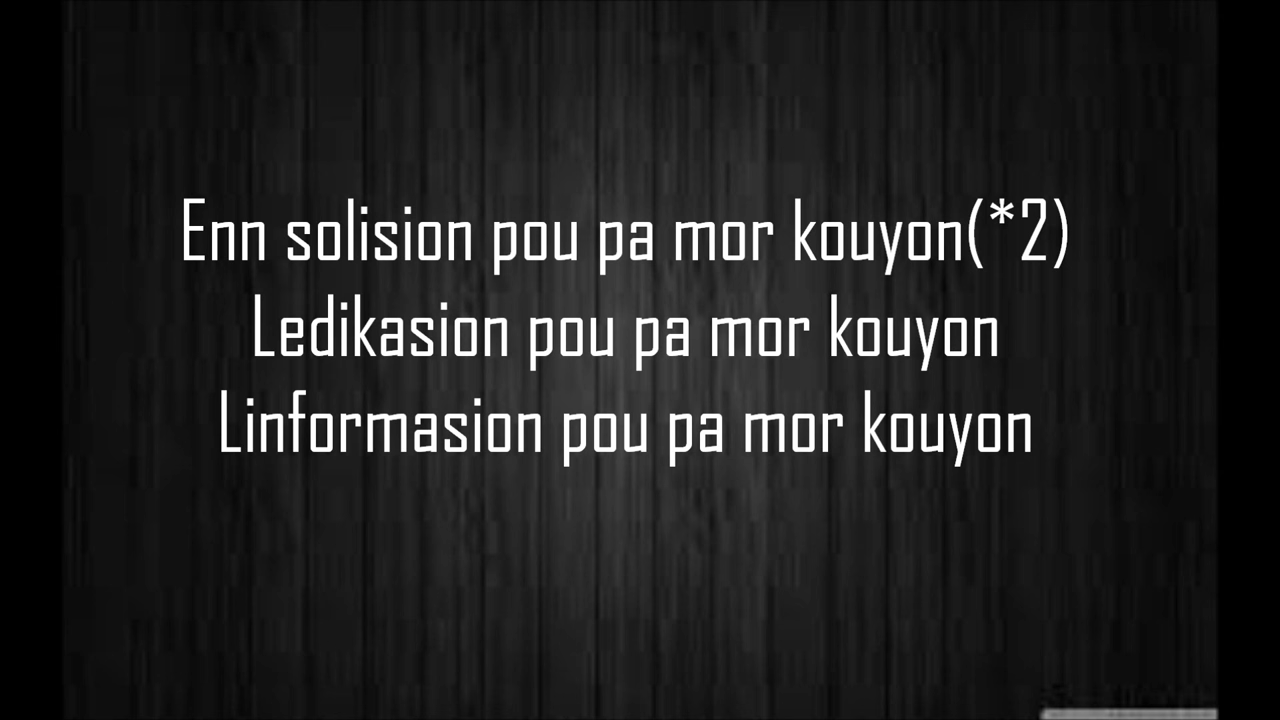 Enn solision pou pa mor kouyon(*2)
Ledikasion pou pa mor kouyon
Linformasion pou pa mor kouyon